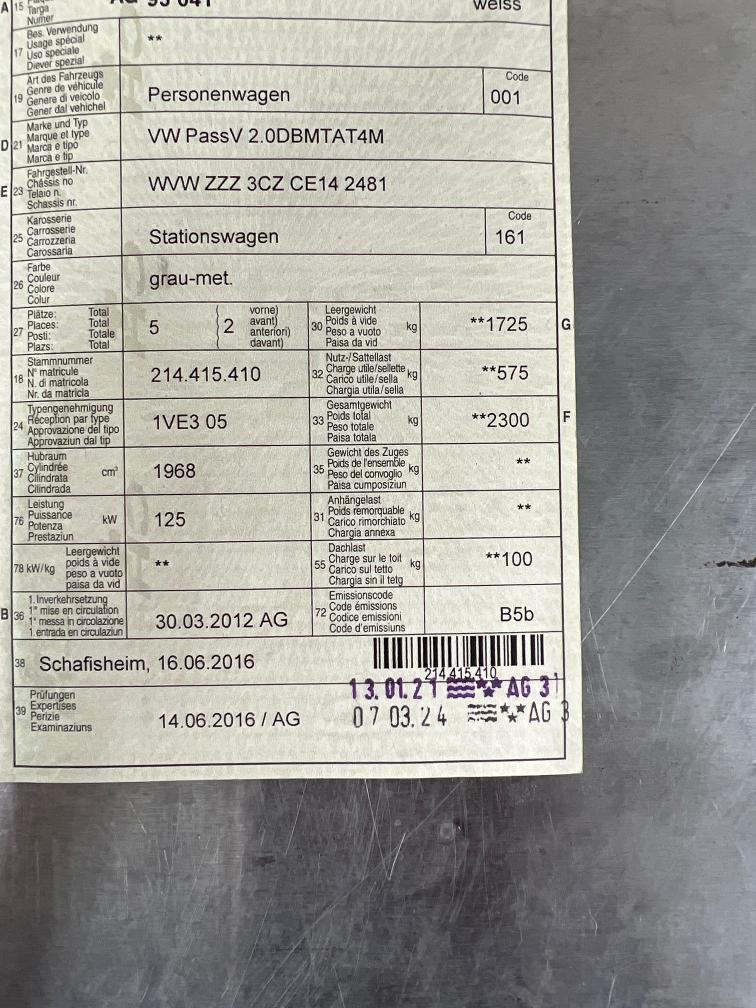 A 15 Targa
Numer
weiss
17 Bes. Verwendung
Usage spécial
Uso speciale
Diever spezial
**
19 Art des Fahrzeugs
Genre de véhicule
Genere di veicolo
Gener dal vehichel
Personenwagen
Code
001
D 21 Marke und Typ
Marque et type
Marca e tipo
Marca e tip
VW PassV 2.0DBMTAT4M
E 23 Fahrgestell-Nr.
Châssis no
Telaio n.
Schassis nr.
WVW ZZZ 3CZ CE14 2481
25 Karosserie
Carrosserie
Carrozzeria
Carossaria
Stationswagen
Code
161
26 Farbe
Couleur
Colore
Colur
grau-met.
27 Plätze: Total
Places: Total
Posti: Totale
Plazs: Total
5
2
vorne)
avant)
anteriori)
davant)
30 Leergewicht
Poids à vide
Peso a vuoto
Paisa da vid
kg
**1725
G
18 Stammnummer
N° matricule
N. di matricola
Nr. da matricla
214.415.410
32 Nutz-/Sattellast
Charge utile/sellette
Carico utile/sella
Chargia utila/sella
kg
**575
24 Typengenehmigung
Réception par type
Approvazione del tipo
Approvaziun dal tip
1VE3 05
33 Gesamtgewicht
Poids total
Peso totale
Paisa totala
kg
**2300
F
37 Hubraum
Cylindrée
Cilindrata
Cilindrada
cm³
1968
35 Gewicht des Zuges
Poids de l'ensemble
Peso del convoglio
Paisa cumposiziun
kg
**
76 Leistung
Puissance
Potenza
Prestaziun
kW
125
31 Anhängelast
Poids remorquable
Carico rimorchiato
Chargia annexa
kg
**
78 kW/kg
Leergewicht
poids à vide
peso a vuoto
paisa da vid
**
55 Dachlast
Charge sur le toit
Carico sul tetto
Chargia sin il tetg
kg
**100
B 36 1. Inverkehrsetzung
1re mise en circulation
1a messa in circolazione
1. entrada en circulaziun
30.03.2012 AG
72 Emissionscode
Code émissions
Codice emissioni
Code d'emissiuns
B5b
38 Schafisheim, 16.06.2016
214.415.410
39 Prüfungen
Expertises
Perizie
Examinaziuns
14.06.2016 / AG
13.01.21 AG 3
07 03.24 AG 3